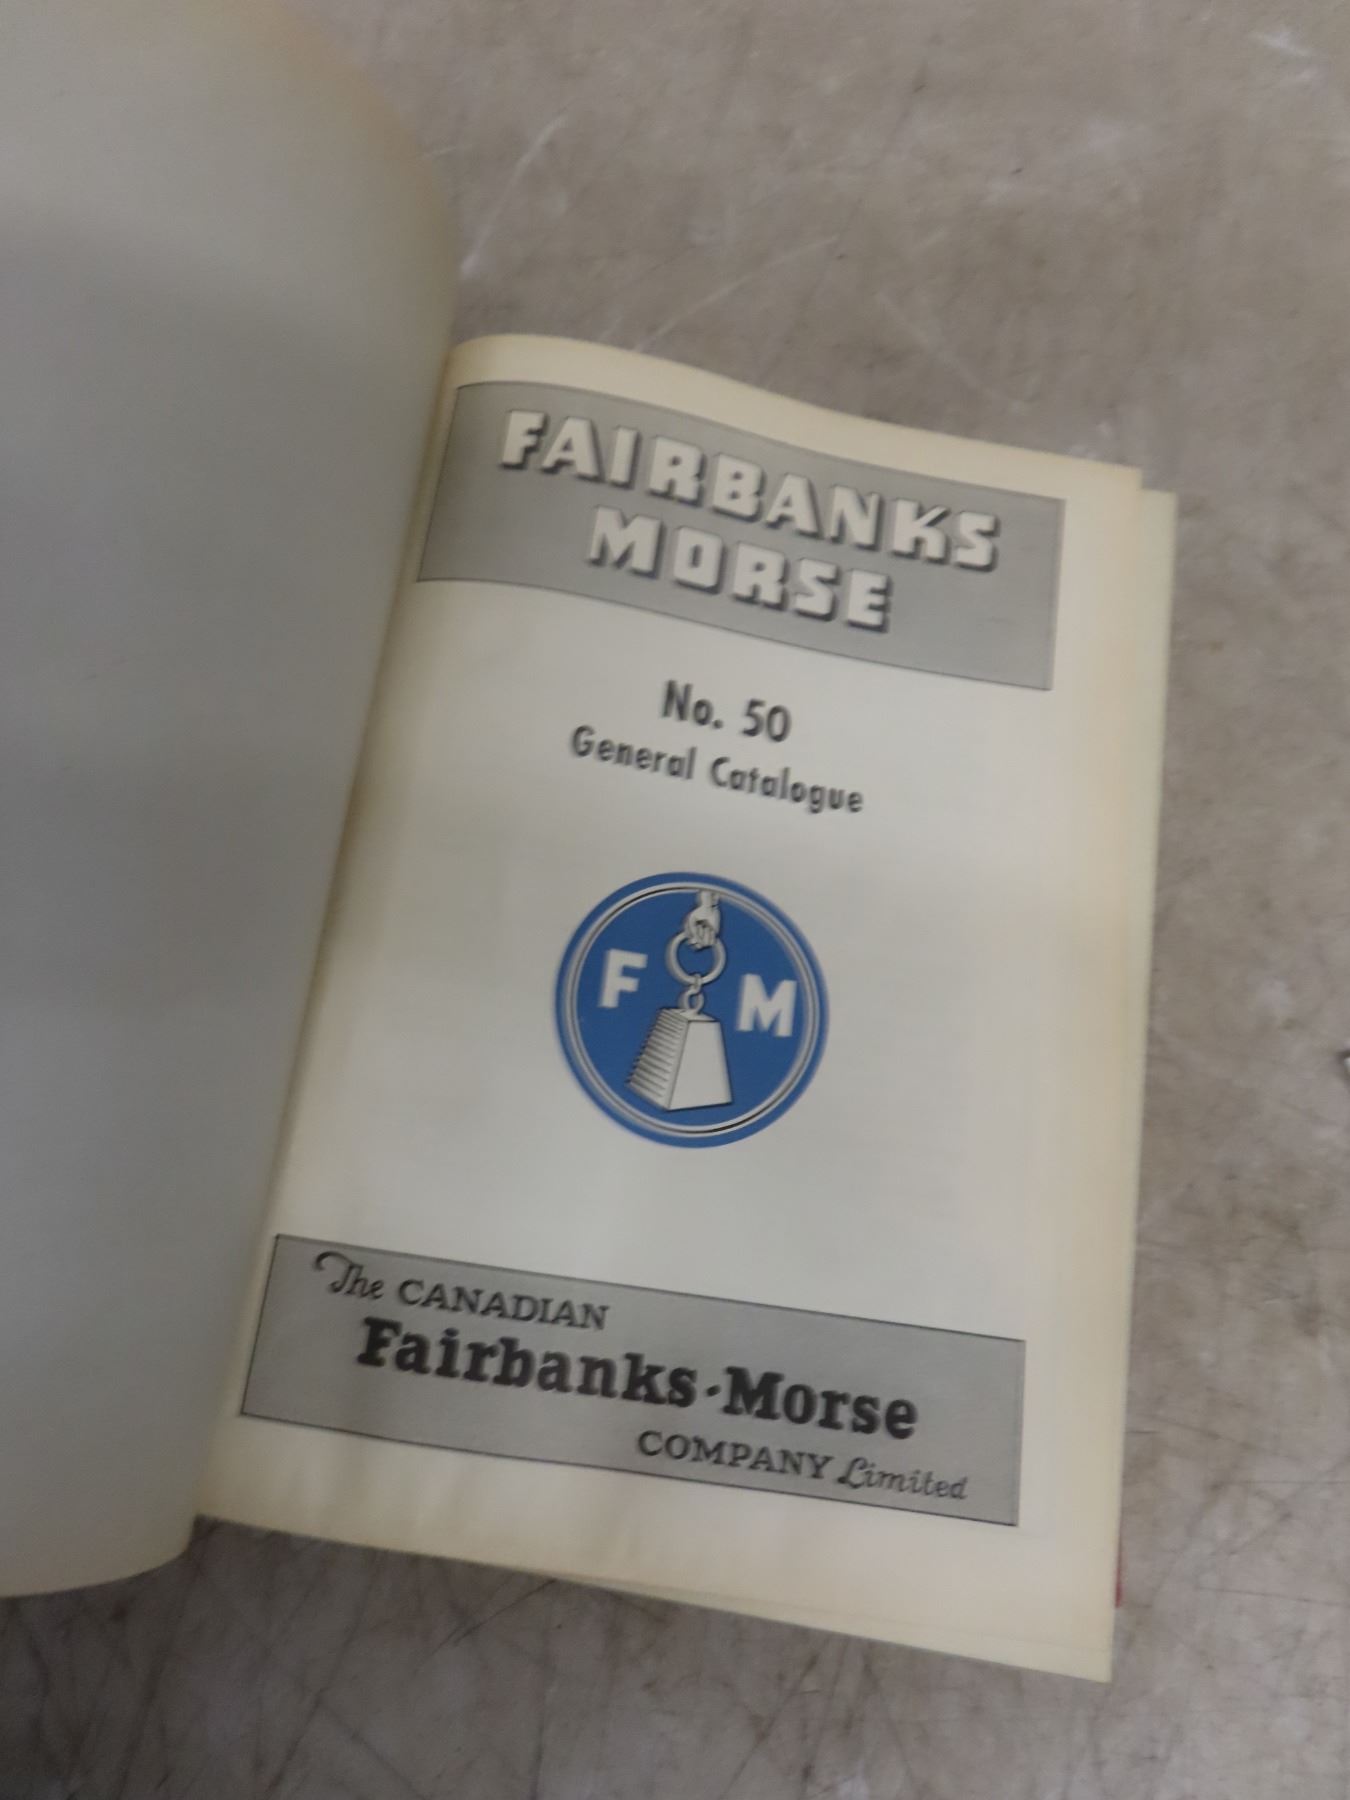 FAIRBANKS
MORSE
No. 50
General Catalogue
F M
The CANADIAN
Fairbanks-Morse
COMPANY Limited